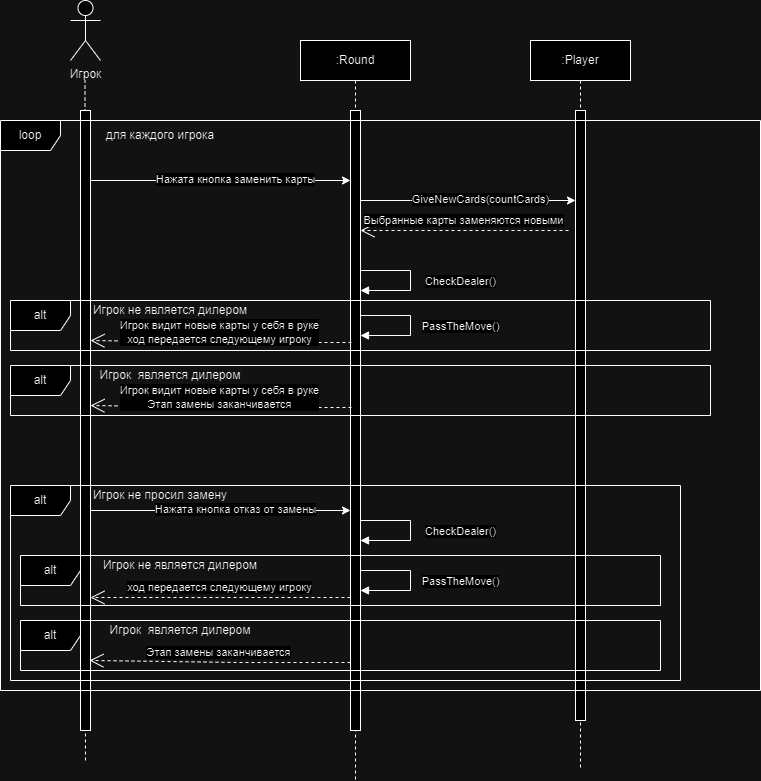 Игрок
:Round
:Player
loop
для каждого игрока
Нажата кнопка заменить карты
GiveNewCards(countCards)
Выбранные карты заменяются новыми
CheckDealer()
alt
Игрок не является дилером
Игрок видит новые карты у себя в руке
ход передается следующему игроку
PassTheMove()
alt
Игрок является дилером
Игрок видит новые карты у себя в руке
Этап замены заканчивается
alt
Игрок не просил замену
Нажата кнопка отказ от замены
CheckDealer()
alt
Игрок не является дилером
ход передается следующему игроку
PassTheMove()
alt
Игрок является дилером
Этап замены заканчивается